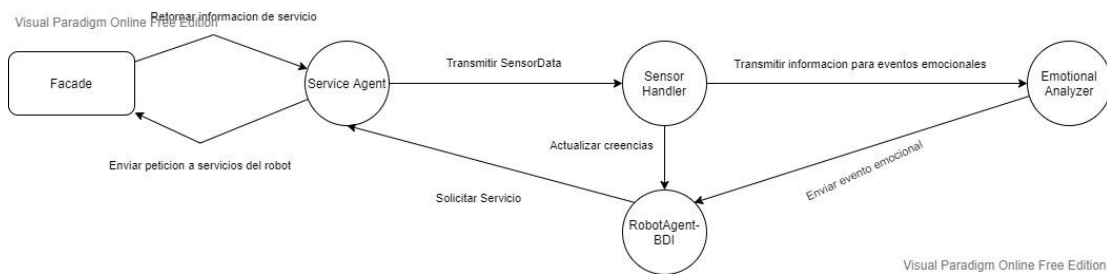 Retornar informacion de servicio
Visual Paradigm Online Free Edition
Facade
Service Agent
Transmitir SensorData
Sensor
Handler
Transmitir informacion para eventos emocionales
Emotional
Analyzer
Enviar peticion a servicios del robot
Actualizar creencias
Enviar evento emocional
Solicitar Servicio
RobotAgent-
BDI
Visual Paradigm Online Free Edition